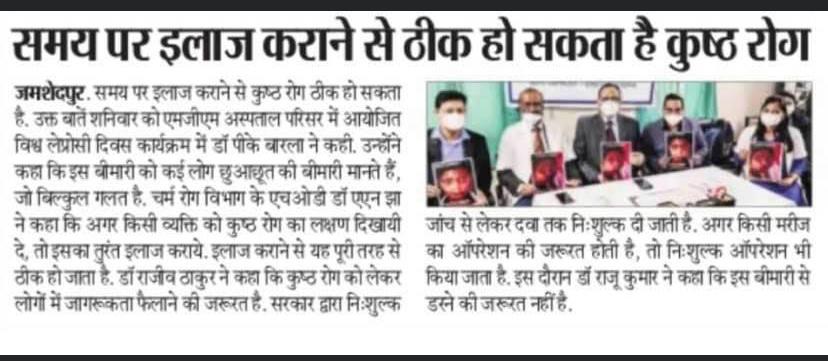 समय पर इलाज कराने से ठीक हो सकता है कुष्ठ रोग
जमशेदपुर. समय पर इलाज कराने से कुष्ठ रोग ठीक हो सकता
है. उक्त बातें शनिवार को एमजीएम अस्पताल परिसर में आयोजित
विश्व लेप्रोसी दिवस कार्यक्रम में डॉ पीके बारला ने कही. उन्होंने
कहा कि इस बीमारी को कई लोग छुआछूत की बीमारी मानते हैं,
जो बिल्कुल गलत है. चर्म रोग विभाग के एचओडी डॉ एएन झा
ने कहा कि अगर किसी व्यक्ति को कुष्ठ रोग का लक्षण दिखायी
दे, तो इसका तुरंत इलाज कराये. इलाज कराने से यह पूरी तरह से
ठीक हो जाता है. डॉ राजीव ठाकुर ने कहा कि कुष्ठ रोग को लेकर
लोगों में जागरूकता फैलाने की जरूरत है. सरकार द्वारा निःशुल्क
जांच से लेकर दवा तक निःशुल्क दी जाती है. अगर किसी मरीज
का ऑपरेशन की जरूरत होती है, तो निःशुल्क ऑपरेशन भी
किया जाता है. इस दौरान डॉ राजू कुमार ने कहा कि इस बीमारी से
डरने की जरूरत नहीं है.